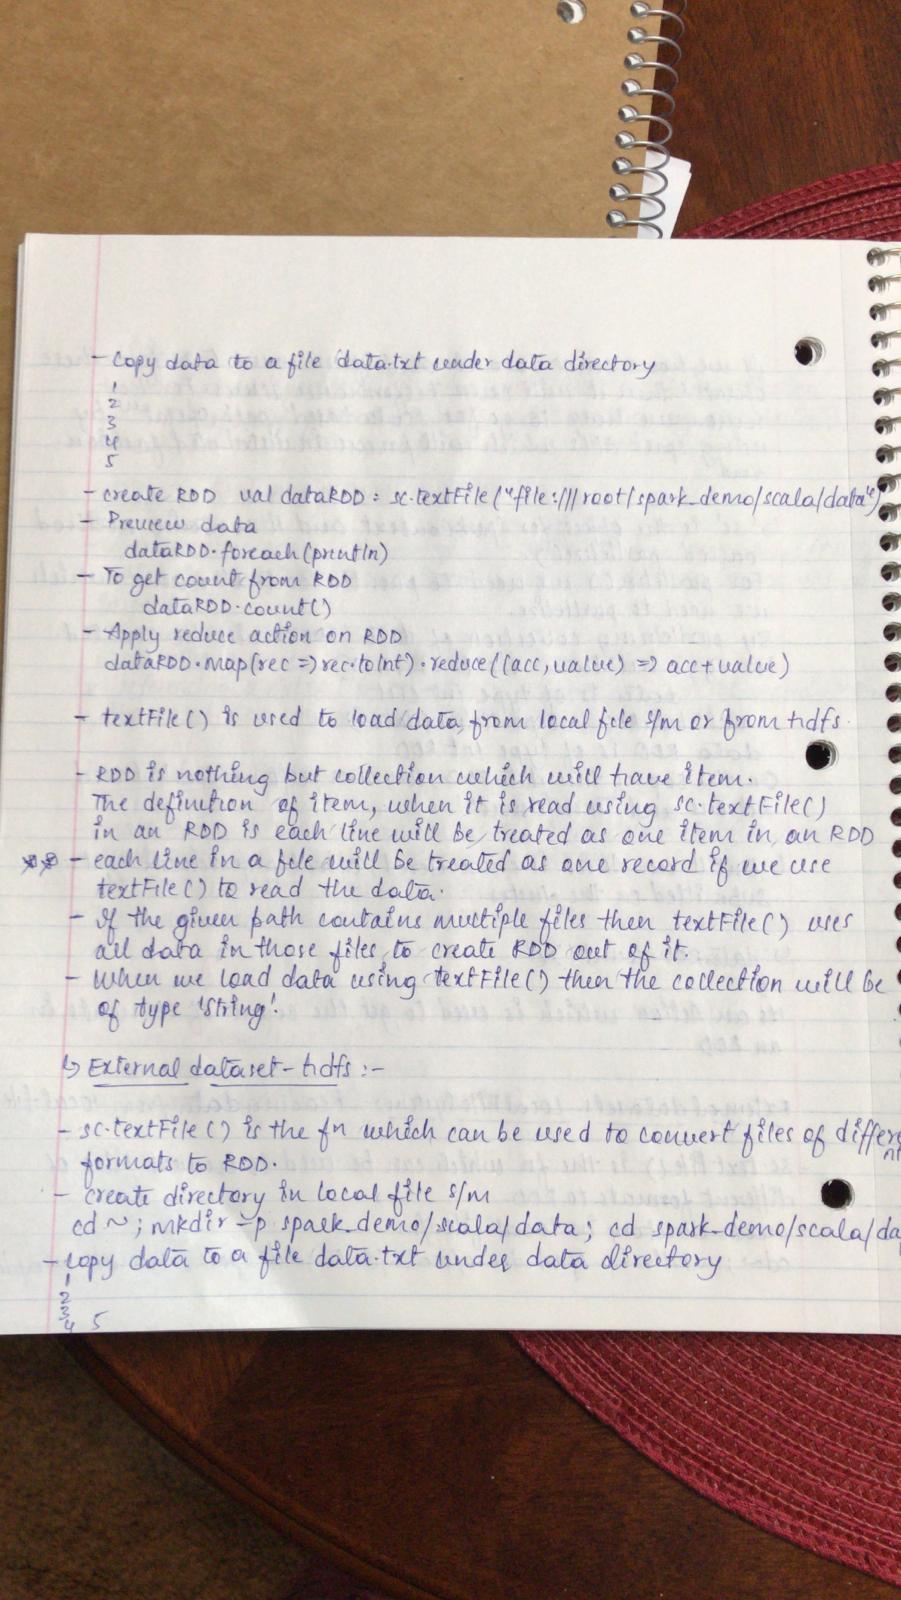 - Copy data to a file data.txt under data directory
1
2
3
4
5
- create RDD val dataRDD = sc.textFile("file:///root/spark_demo/scala/data")
- Preview data
dataRDD.foreach(println)
- To get count from RDD
dataRDD.count()
- Apply reduce action on RDD
dataRDD.map(rec => rec.toInt).reduce((acc, value) => acc + value)
- textFile() is used to load data from local file s/m or from hdfs.
- RDD is nothing but collection which will have item.
The definition of item, when it is read using sc.textFile()
in an RDD is each line will be treated as one item in an RDD
** - each line in a file will be treated as one record if we use
textFile() to read the data.
- If the given path contains multiple files then textFile() uses
all data in those files to create RDD out of it.
- When we load data using textFile() then the collection will be
of type 'String'.
↳ External dataset - hdfs :-
- sc.textFile() is the fn which can be used to convert files of different
formats to RDD.
- create directory in local file s/m
cd ~; mkdir -p spark_demo/scala/data; cd spark_demo/scala/da
- copy data to a file data.txt under data directory
1
2
3
4 5